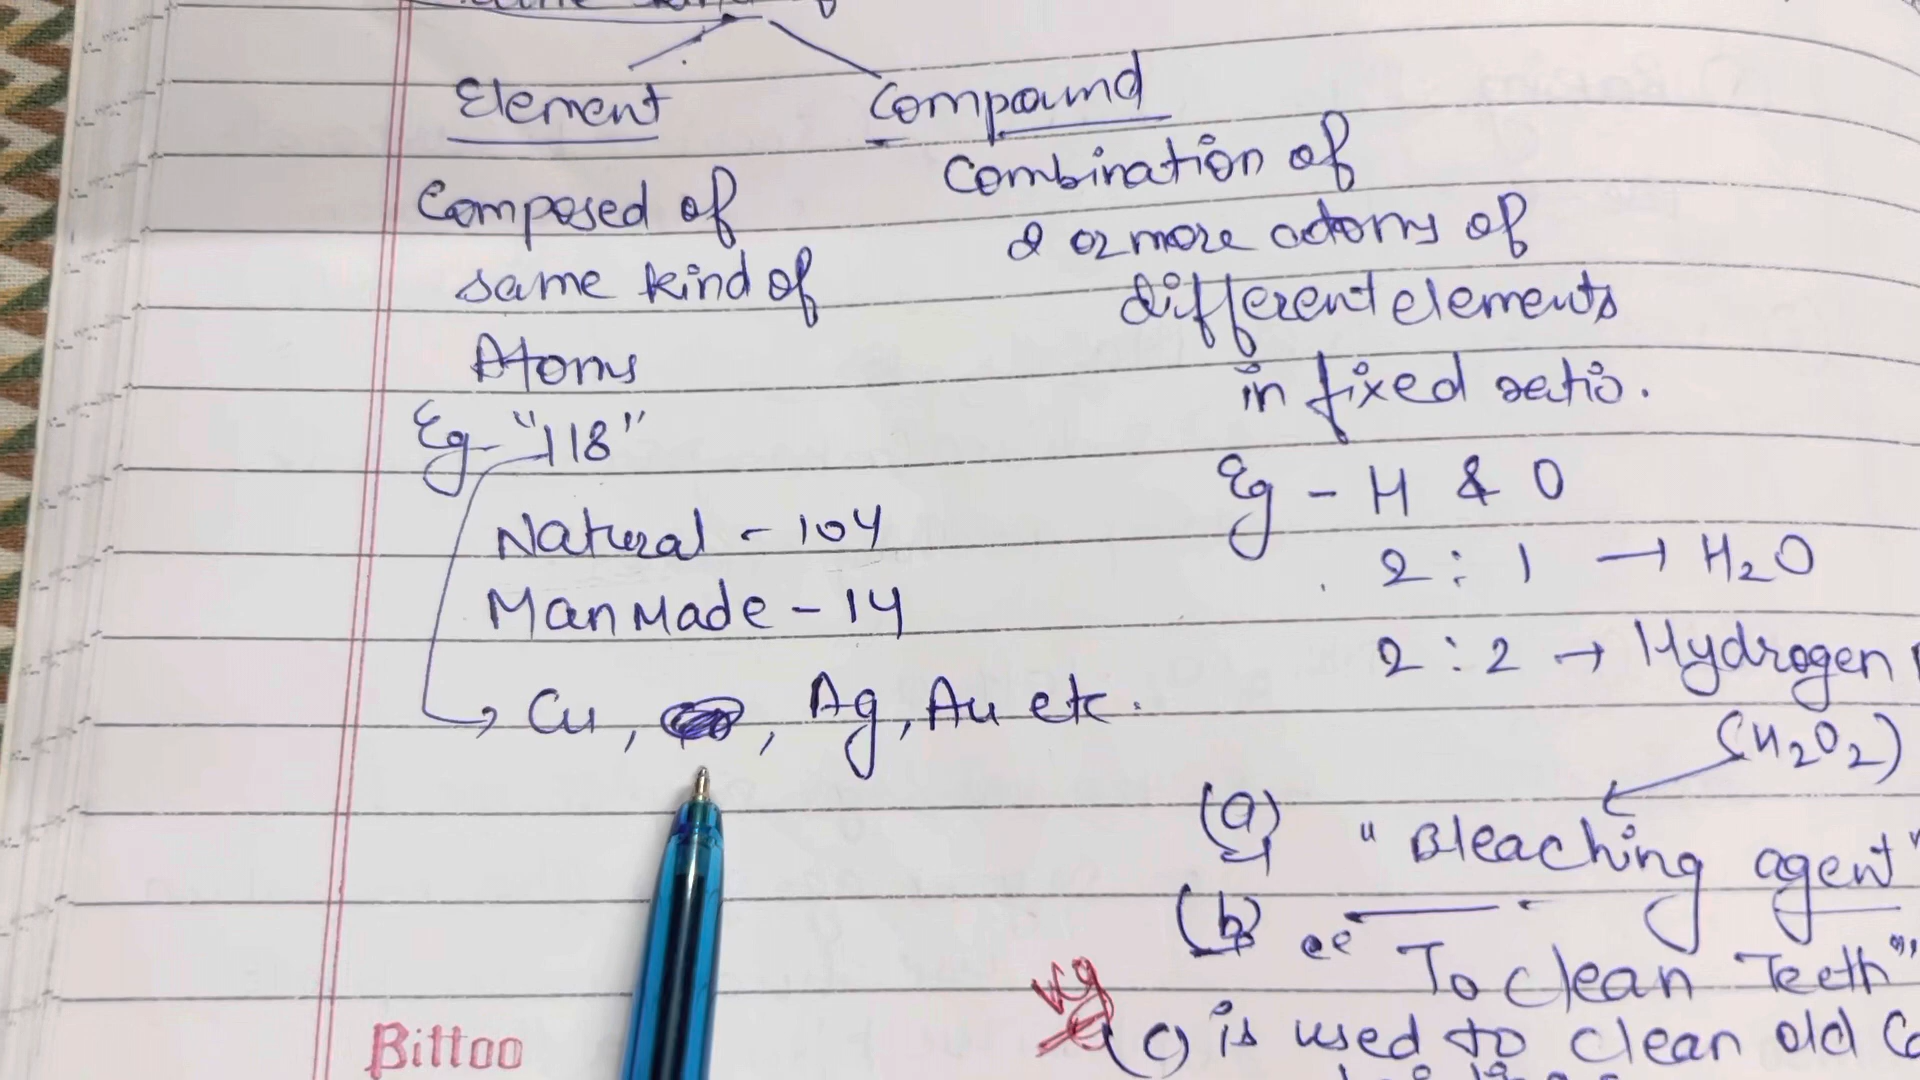 Element
Composed of
same kind of
Atoms
Eg- "118"
Natural - 104
ManMade - 14
Cu, , Ag, Au etc.
Compound
Combination of
2 or more atoms of
different elements
in fixed ratio.
Eg - H & O
2 : 1 → H2O
2 : 2 → Hydrogen
(H2O2)
(a) "Bleaching agent"
(b) " To clean Teeth"
(c) is used to clean old
Bittoo